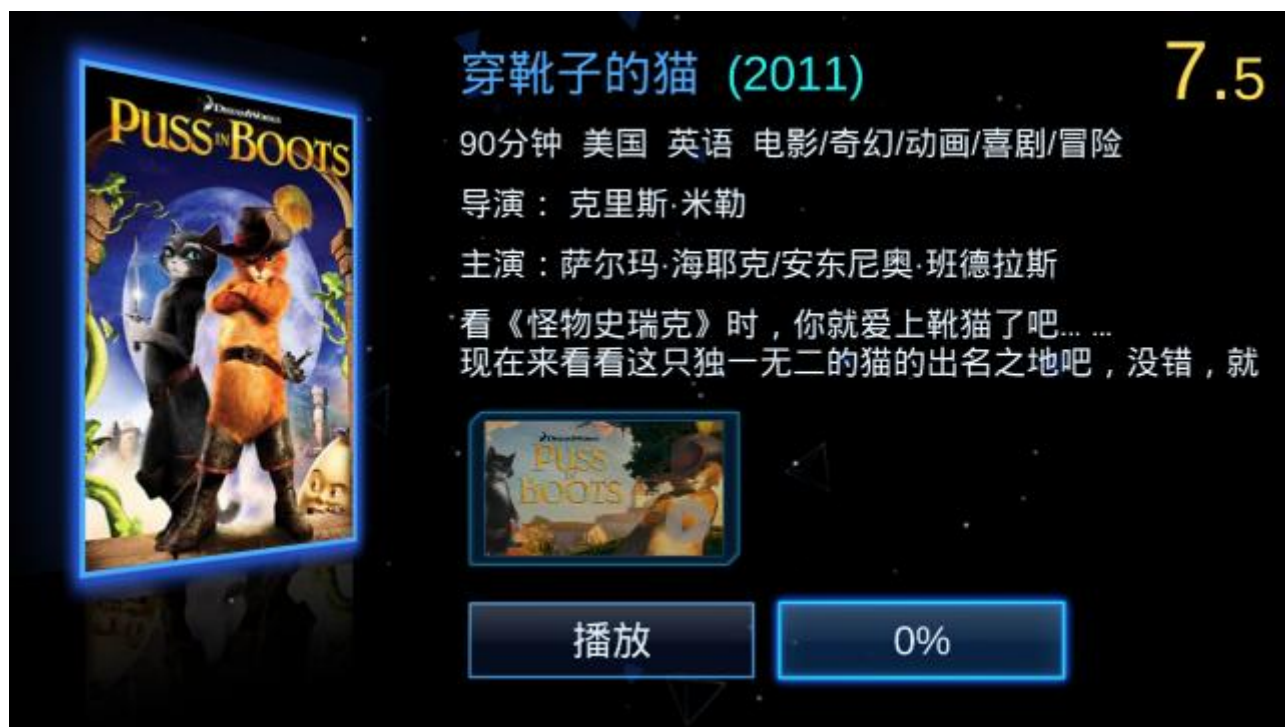 DREAMWORKS
PUSS IN BOOTS
穿靴子的猫 (2011)
7.5
90分钟 美国 英语 电影/奇幻/动画/喜剧/冒险
导演： 克里斯·米勒
主演：萨尔玛·海耶克/安东尼奥·班德拉斯
看《怪物史瑞克》时，你就爱上靴猫了吧... ...
现在来看看这只独一无二的猫的出名之地吧，没错，就
DREAMWORKS
PUSS
IN
BOOTS
播放
0%